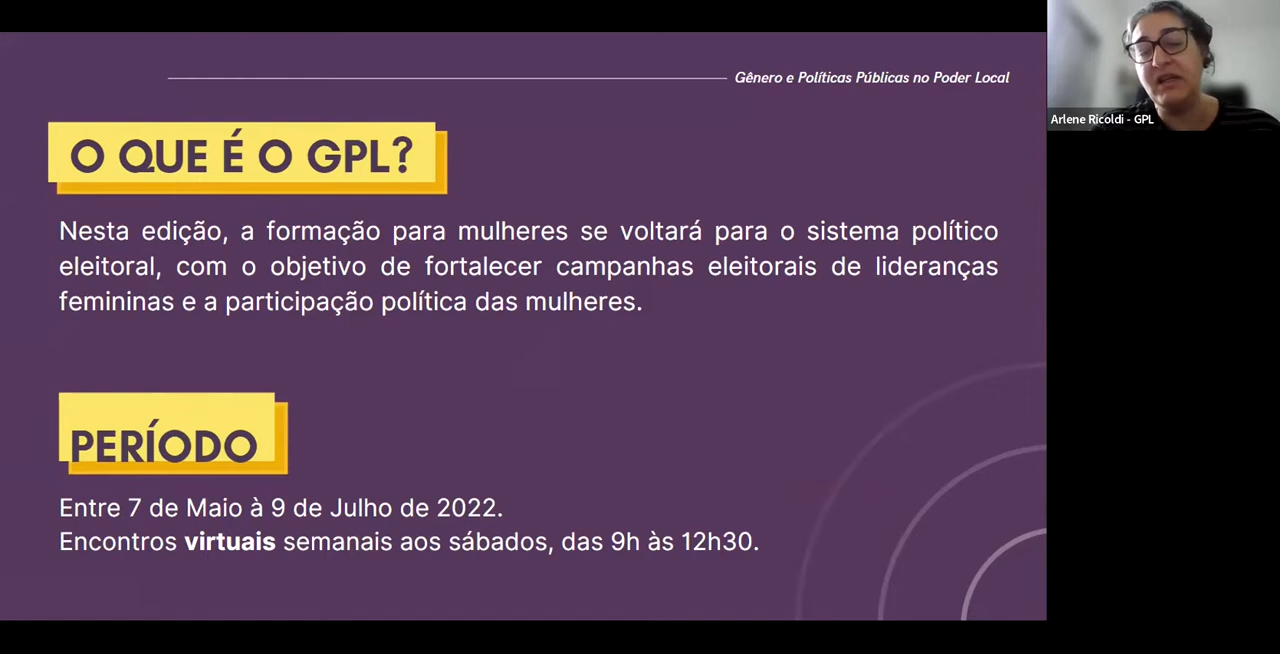 Gênero e Políticas Públicas no Poder Local
Arlene Ricoldi - GPL
O QUE É O GPL?
Nesta edição, a formação para mulheres se voltará para o sistema político
eleitoral, com o objetivo de fortalecer campanhas eleitorais de lideranças
femininas e a participação política das mulheres.
PERÍODO
Entre 7 de Maio à 9 de Julho de 2022.
Encontros virtuais semanais aos sábados, das 9h às 12h30.